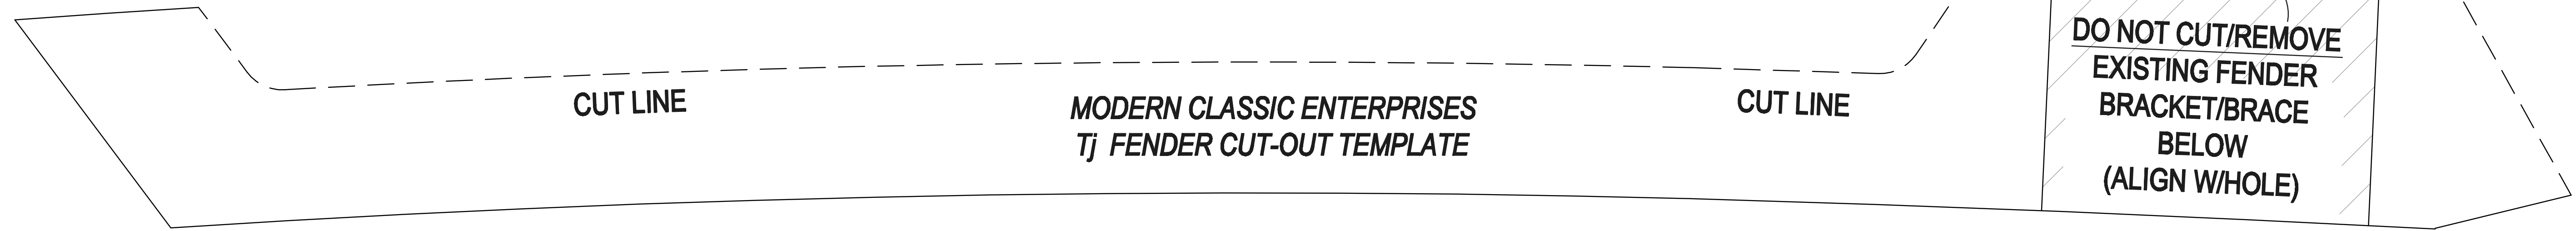 CUT LINE
MODERN CLASSIC ENTERPRISES
Tj FENDER CUT-OUT TEMPLATE
CUT LINE
DO NOT CUT/REMOVE
EXISTING FENDER
BRACKET/BRACE
BELOW
(ALIGN W/HOLE)